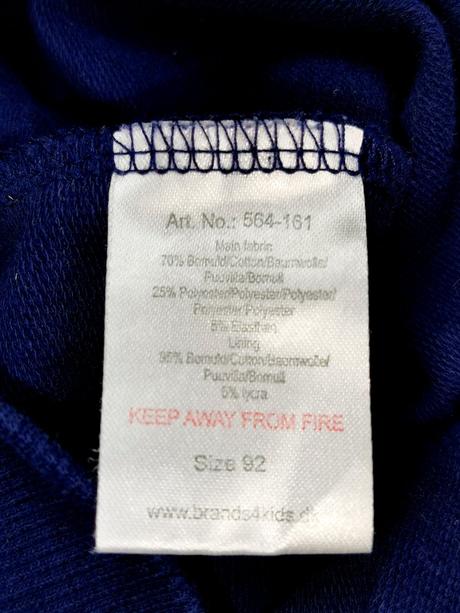 Art. No.: 564-161
Main fabric
70% Bomuld/Cotton/Baumwolle/
Puuvilla/Bomull
25% Polyester/Polyester/Polyester/
Polyester/Polyester
5% Elasthan
Lining
95% Bomuld/Cotton/Baumwolle/
Puuvilla/Bomull
5% lycra
KEEP AWAY FROM FIRE
Size 92
www.brands4kids.dk